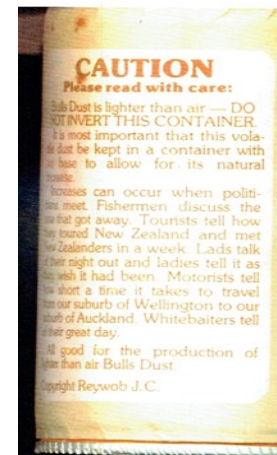 CAUTION
Please read with care:
Bulls Dust is lighter than air — DO
NOT INVERT THIS CONTAINER.
It is most important that this vola-
dust be kept in a container with
base to allow for its natural
Increases can occur when politi-
meet. Fishermen discuss the
that got away. Tourists tell how
they toured New Zealand and met
Zealanders in a week. Lads talk
their night out and ladies tell it as
wish it had been. Motorists tell
short a time it takes to travel
our suburb of Wellington to our
suburb of Auckland. Whitebaiters tell
their great day.
All good for the production of
than air Bulls Dust.
Copyright Reywob J. C.